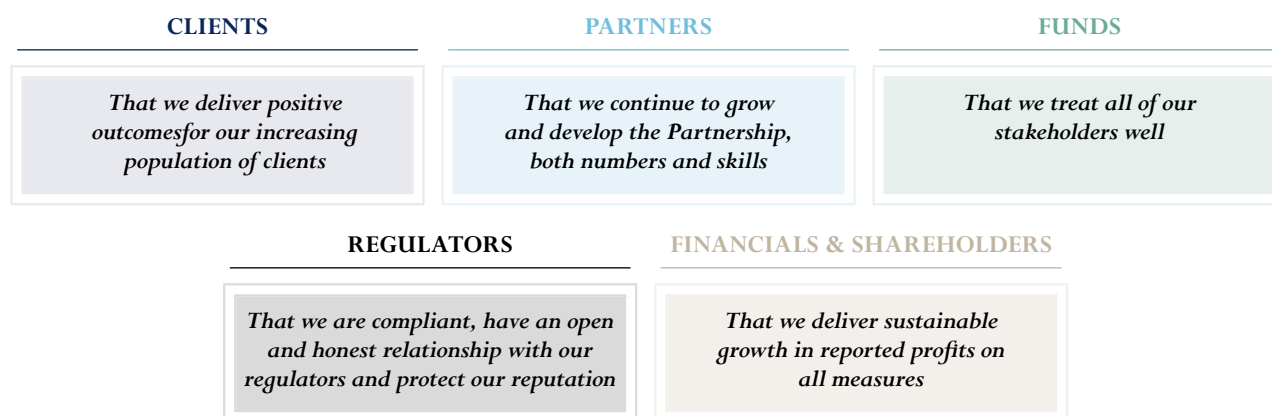 CLIENTS
That we deliver positive
outcomesfor our increasing
population of clients
PARTNERS
That we continue to grow
and develop the Partnership,
both numbers and skills
FUNDS
That we treat all of our
stakeholders well
REGULATORS
That we are compliant, have an open
and honest relationship with our
regulators and protect our reputation
FINANCIALS & SHAREHOLDERS
That we deliver sustainable
growth in reported profits on
all measures